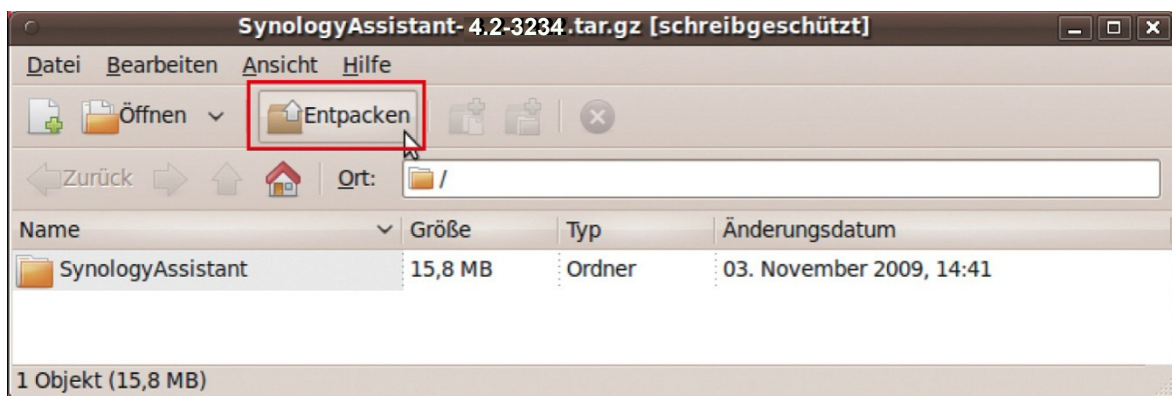 SynologyAssistant-4.2-3234.tar.gz [schreibgeschützt]
Datei Bearbeiten Ansicht Hilfe
Öffnen Entpacken
Zurück Ort: /
Name Größe Typ Änderungsdatum
SynologyAssistant 15,8 MB Ordner 03. November 2009, 14:41
1 Objekt (15,8 MB)